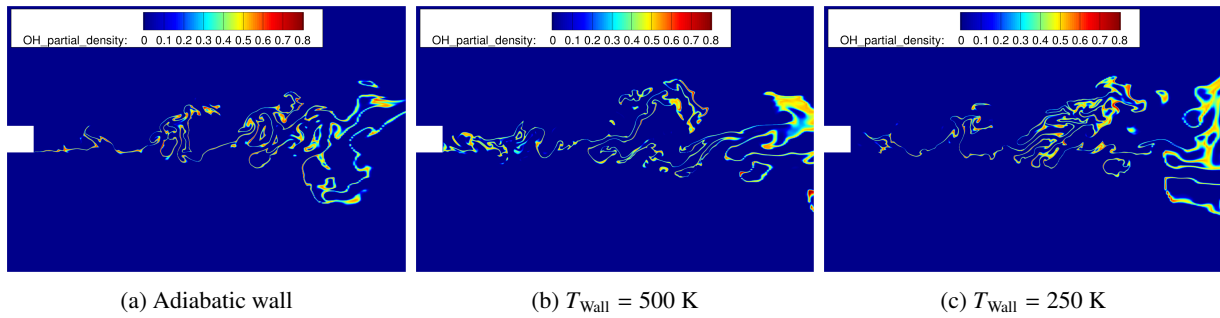 OH_partial_density: 0 0.1 0.2 0.3 0.4 0.5 0.6 0.7 0.8
OH_partial_density: 0 0.1 0.2 0.3 0.4 0.5 0.6 0.7 0.8
OH_partial_density: 0 0.1 0.2 0.3 0.4 0.5 0.6 0.7 0.8
(a) Adiabatic wall
(b) T_Wall = 500 K
(c) T_Wall = 250 K